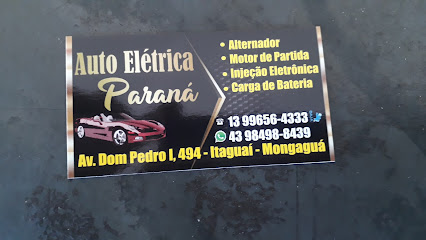 Auto Elétrica
Paraná
• Alternador
• Motor de Partida
• Injeção Eletrônica
• Carga de Bateria
13 99656-4333
43 98498-8439
Av. Dom Pedro I, 494 - Itaguaí - Mongaguá